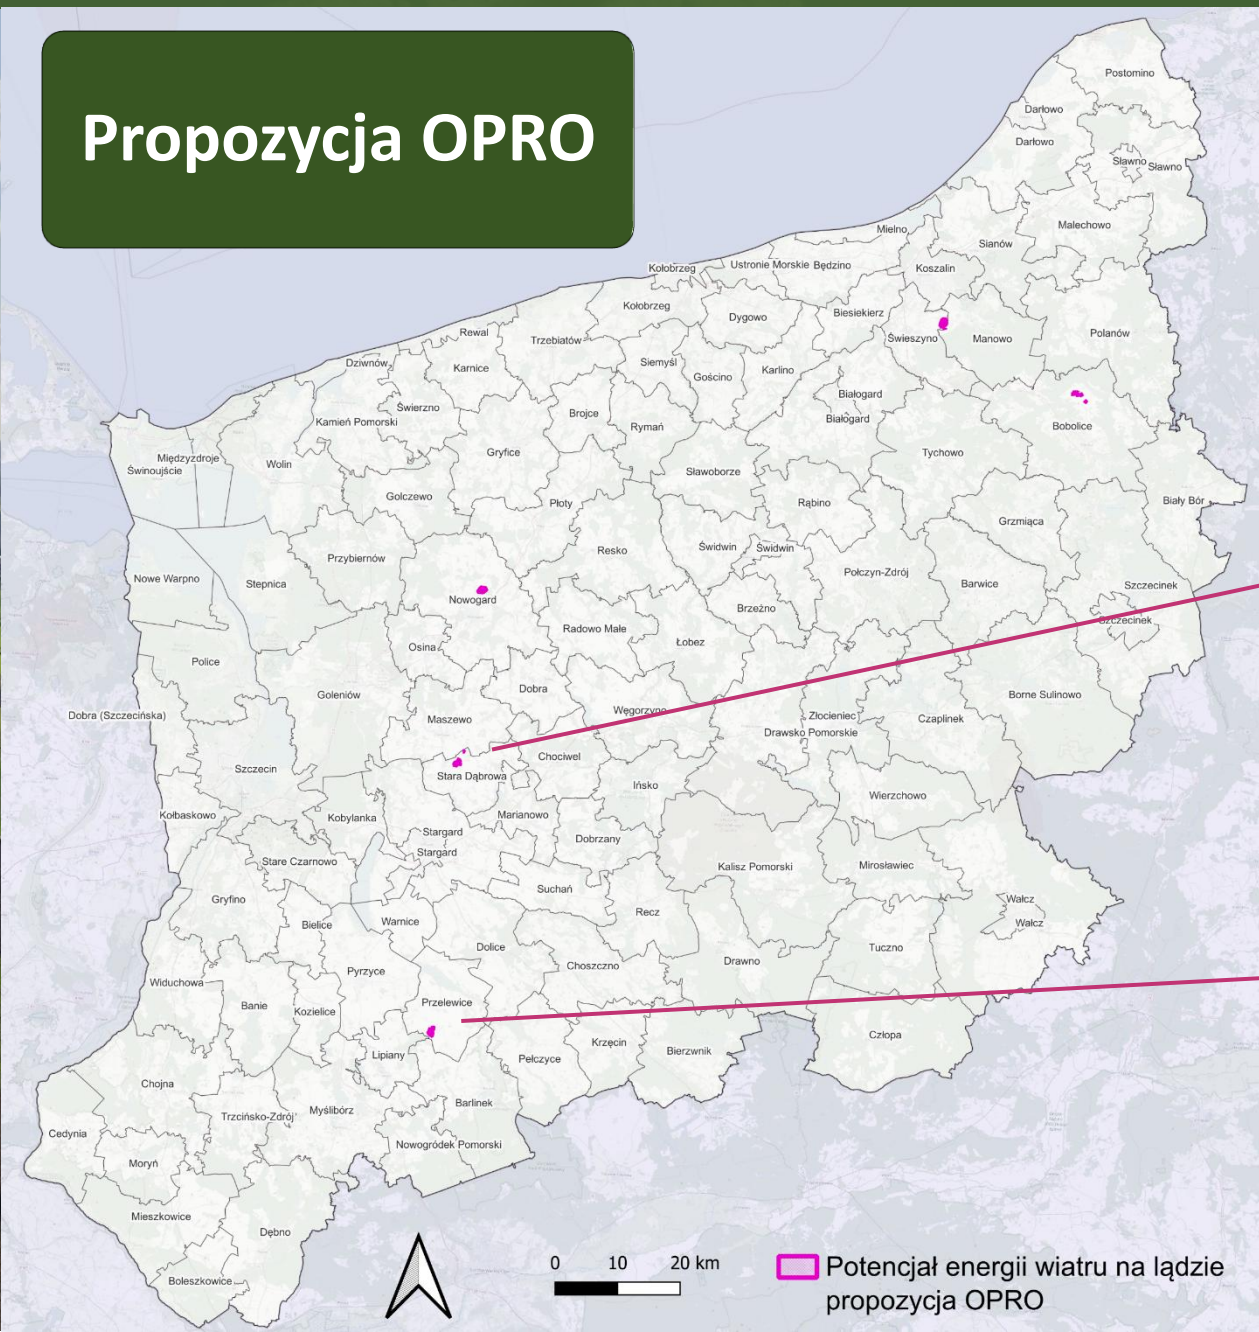 Propozycja OPRO
Postomino
Darłowo
Darłowo
Sławno
Sławno
Malechowo
Mielno
Sianów
Kołobrzeg
Ustronie Morskie
Będzino
Koszalin
Kołobrzeg
Dygowo
Biesiekierz
Świeszyno
Manowo
Polanów
Rewal
Trzebiatów
Dziwnów
Karnice
Siemyśl
Gościno
Karlino
Białogard
Białogard
Świerzno
Kamień Pomorski
Brojce
Rymań
Bobolice
Międzyzdroje
Świnoujście
Wolin
Gryfice
Tychowo
Sławoborze
Golczewo
Płoty
Rąbino
Biały Bór
Grzmiąca
Przybiernów
Resko
Świdwin
Świdwin
Nowe Warpno
Stepnica
Połczyn-Zdrój
Barwice
Szczecinek
Nowogard
Brzeżno
Szczecinek
Radowo Małe
Łobez
Osina
Police
Goleniów
Dobra
Borne Sulinowo
Dobra (Szczecińska)
Maszewo
Węgorzyno
Złocieniec
Czaplinek
Drawsko Pomorskie
Chociwel
Szczecin
Stara Dąbrowa
Ińsko
Wierzchowo
Kołbaskowo
Kobylanka
Marianowo
Stargard
Dobrzany
Stargard
Stare Czarnowo
Kalisz Pomorski
Mirosławiec
Suchań
Gryfino
Wałcz
Recz
Bielice
Warnice
Wałcz
Dolice
Tuczno
Choszczno
Drawno
Pyrzyce
Widuchowa
Banie
Kozielice
Przelewice
Człopa
Krzęcin
Bierzwnik
Lipiany
Pełczyce
Chojna
Trzcińsko-Zdrój
Myślibórz
Barlinek
Cedynia
Nowogródek Pomorski
Moryń
Mieszkowice
Dębno
Boleszkowice
0 10 20 km
Potencjał energii wiatru na lądzie
propozycja OPRO